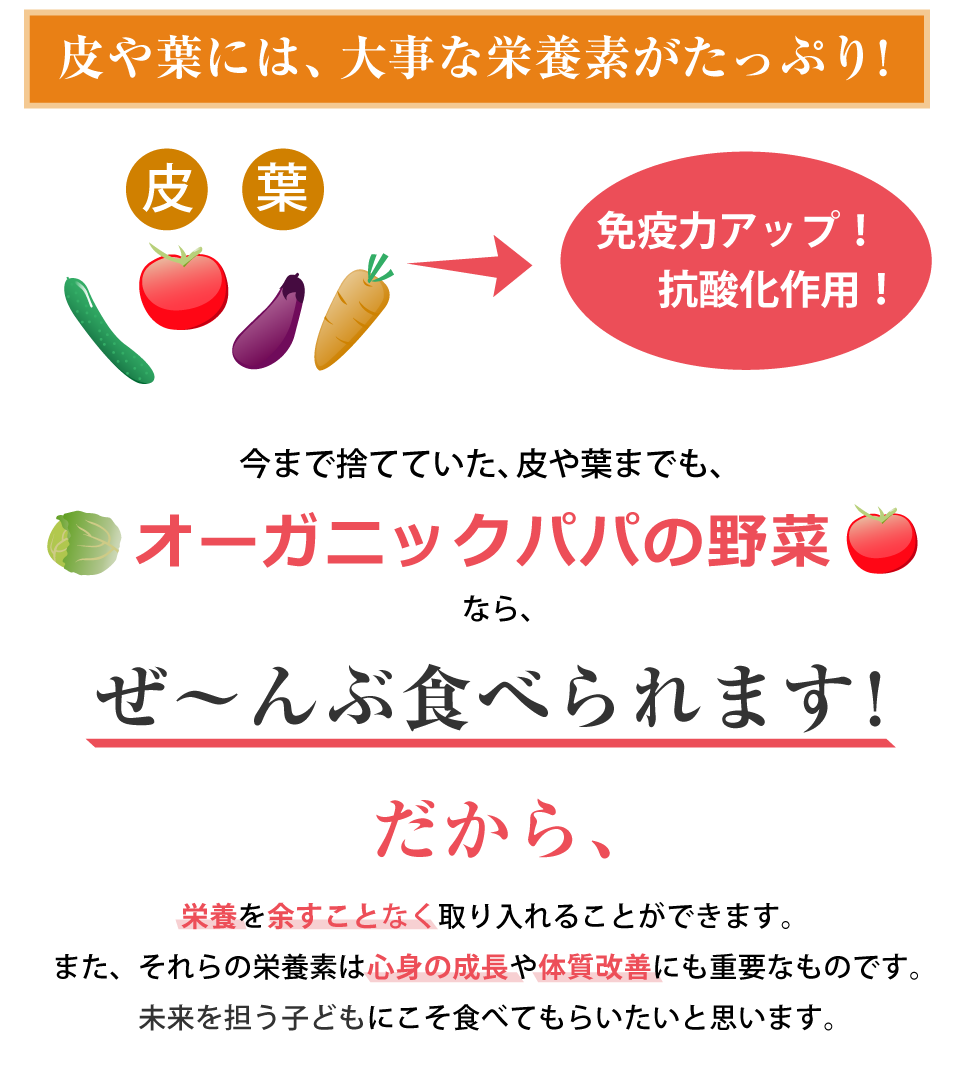 皮や葉には、大事な栄養素がたっぷり!
皮 葉
免疫力アップ！
抗酸化作用！
今まで捨てていた、皮や葉までも、
オーガニックパパの野菜
なら、
ぜ〜んぶ食べられます!
だから、
栄養を余すことなく取り入れることができます。
また、それらの栄養素は心身の成長や体質改善にも重要なものです。
未来を担う子どもにこそ食べてもらいたいと思います。